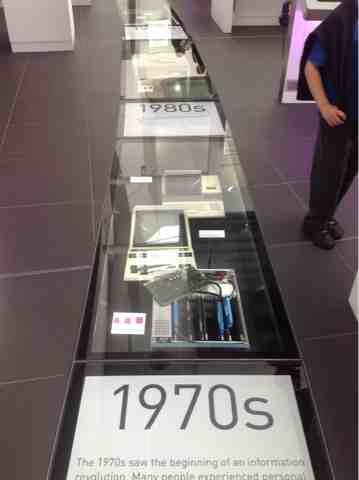 1980s
1970s
The 1970s saw the beginning of an information
revolution. Many people experienced personal